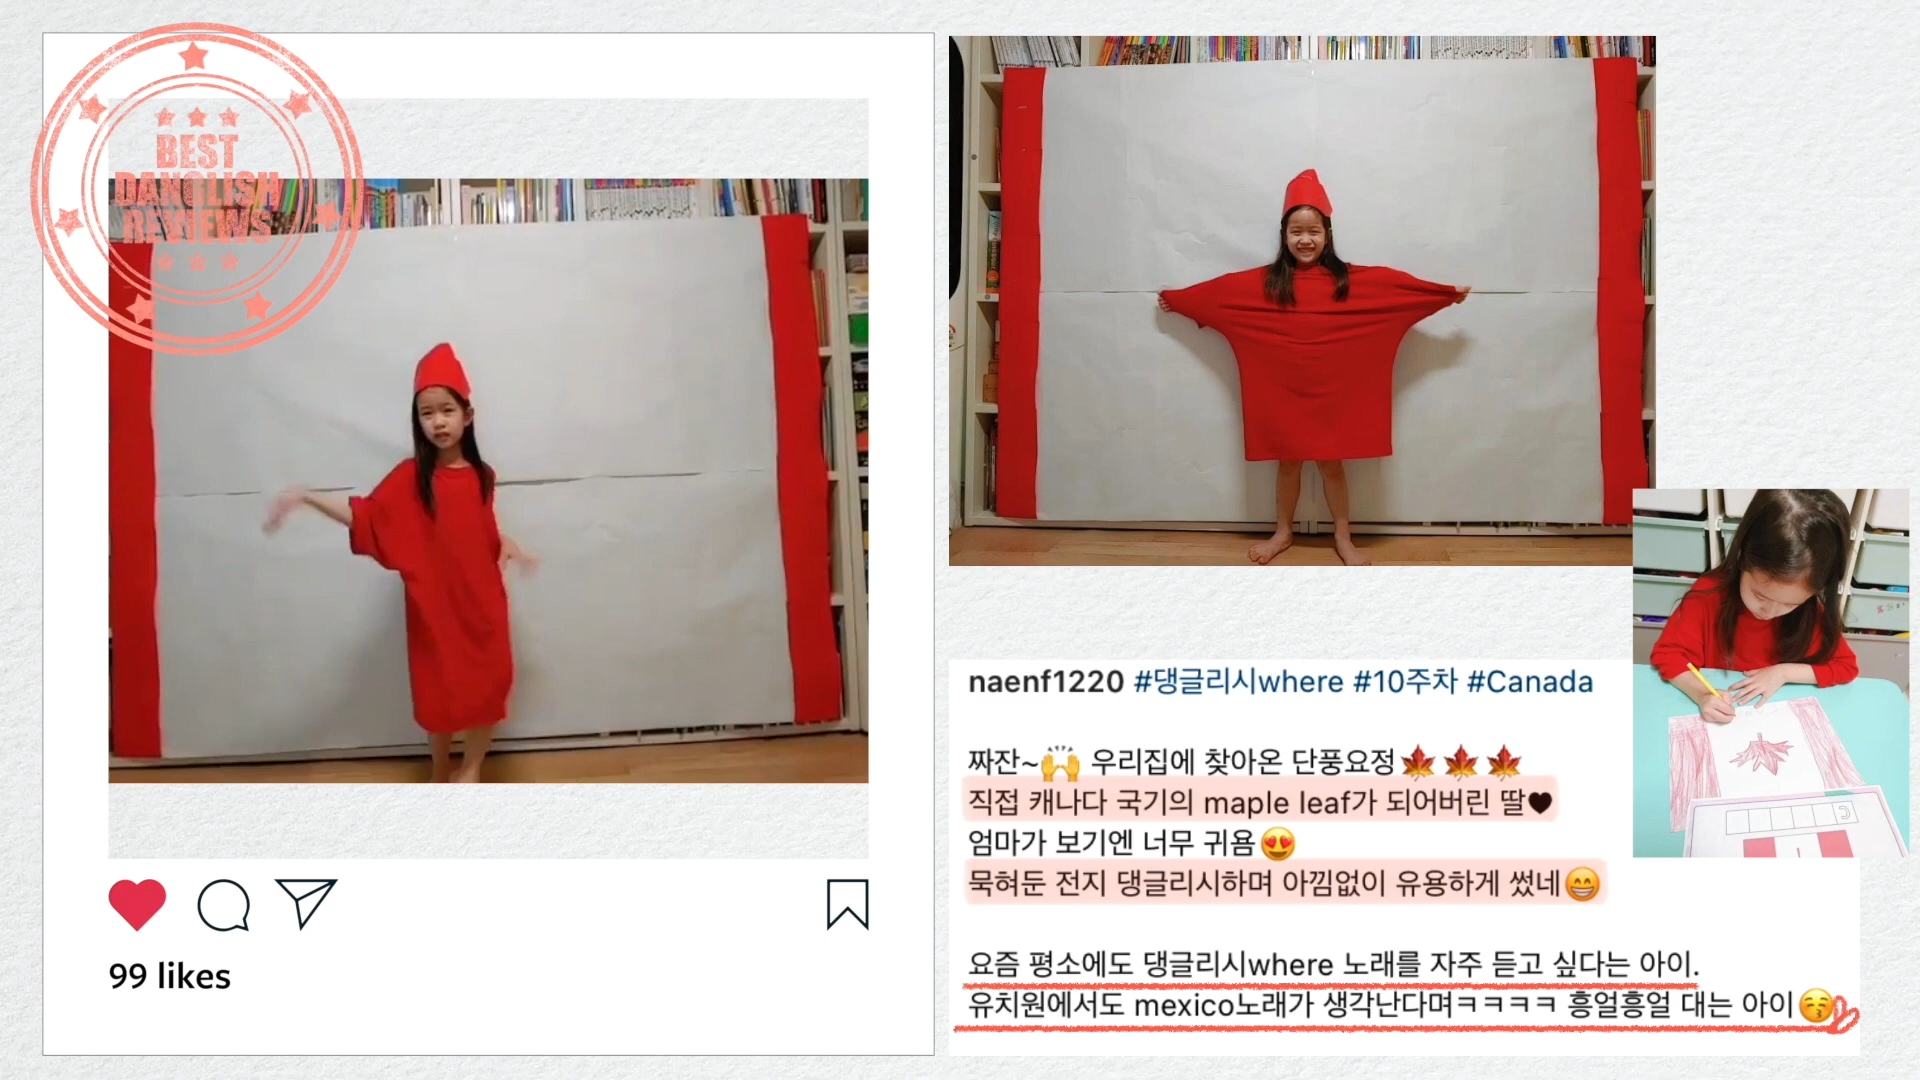 BEST
DANGLISH
REVIEWS
99 likes
naenf1220 #댕글리시where #10주차 #Canada
짜잔~🙌 우리집에 찾아온 단풍요정🍁🍁🍁
직접 캐나다 국기의 maple leaf가 되어버린 딸🖤
엄마가 보기엔 너무 귀욤😍
묵혀둔 전지 댕글리시하며 아낌없이 유용하게 썼네😁
요즘 평소에도 댕글리시where 노래를 자주 듣고 싶다는 아이.
유치원에서도 mexico노래가 생각난다며ㅋㅋㅋㅋ 흥얼흥얼 대는 아이😚